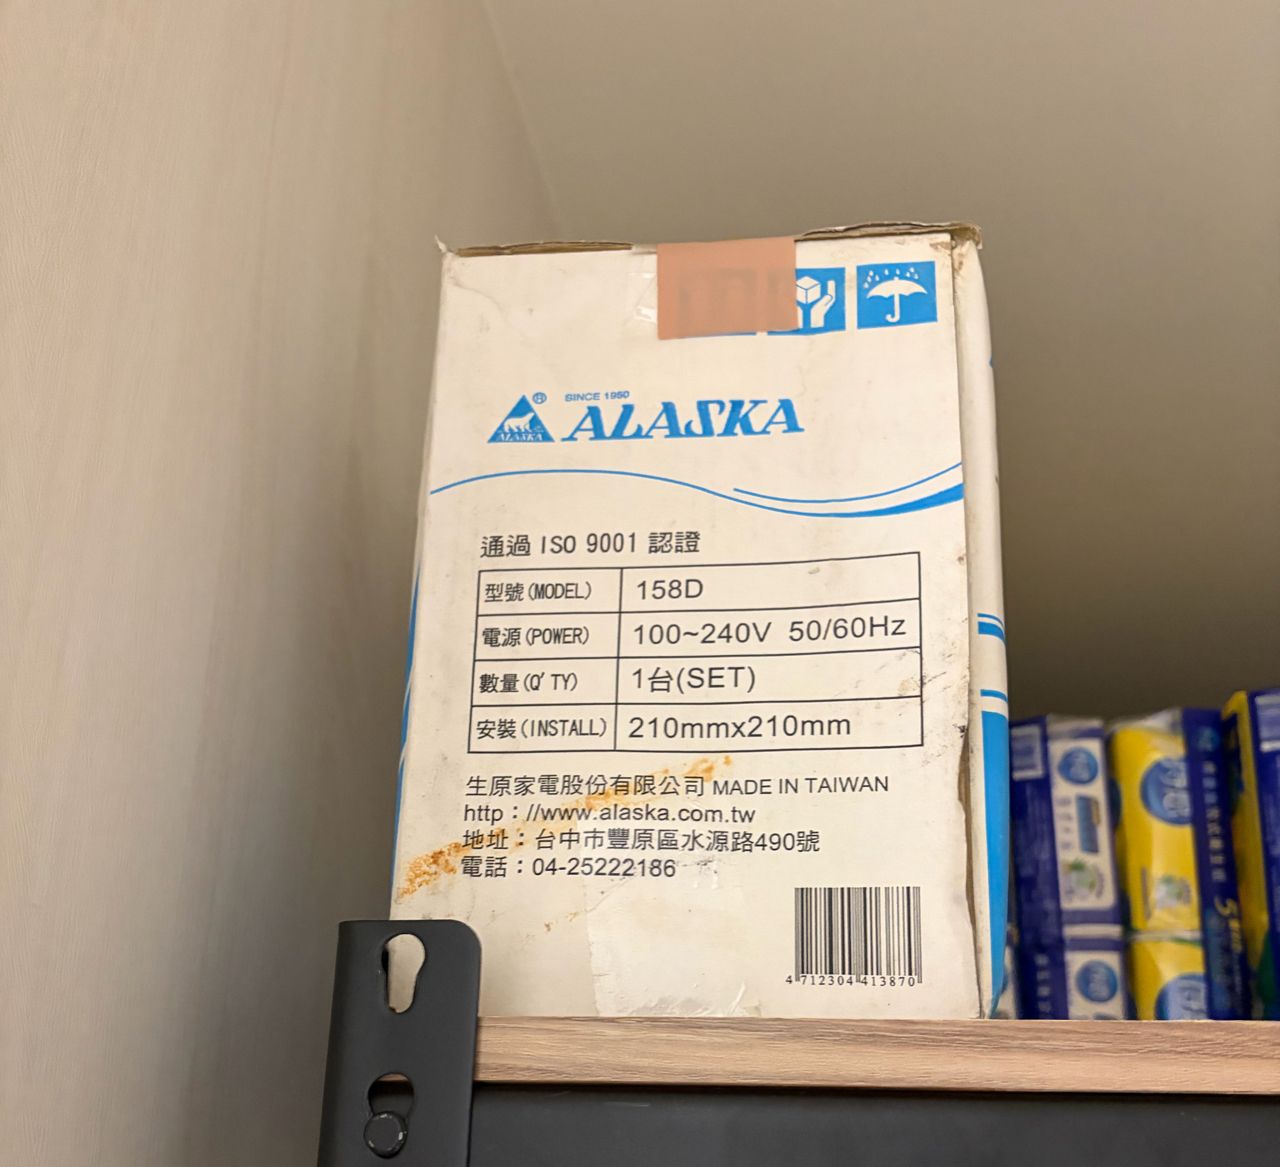 SINCE 1950
ALASKA
ALASKA
通過 ISO 9001 認證
型號(MODEL) 158D
電源(POWER) 100~240V 50/60Hz
數量(Q'TY) 1台(SET)
安裝(INSTALL) 210mmx210mm
生原家電股份有限公司 MADE IN TAIWAN
http：//www.alaska.com.tw
地址：台中市豐原區水源路490號
電話：04-25222186
4 712304 413870